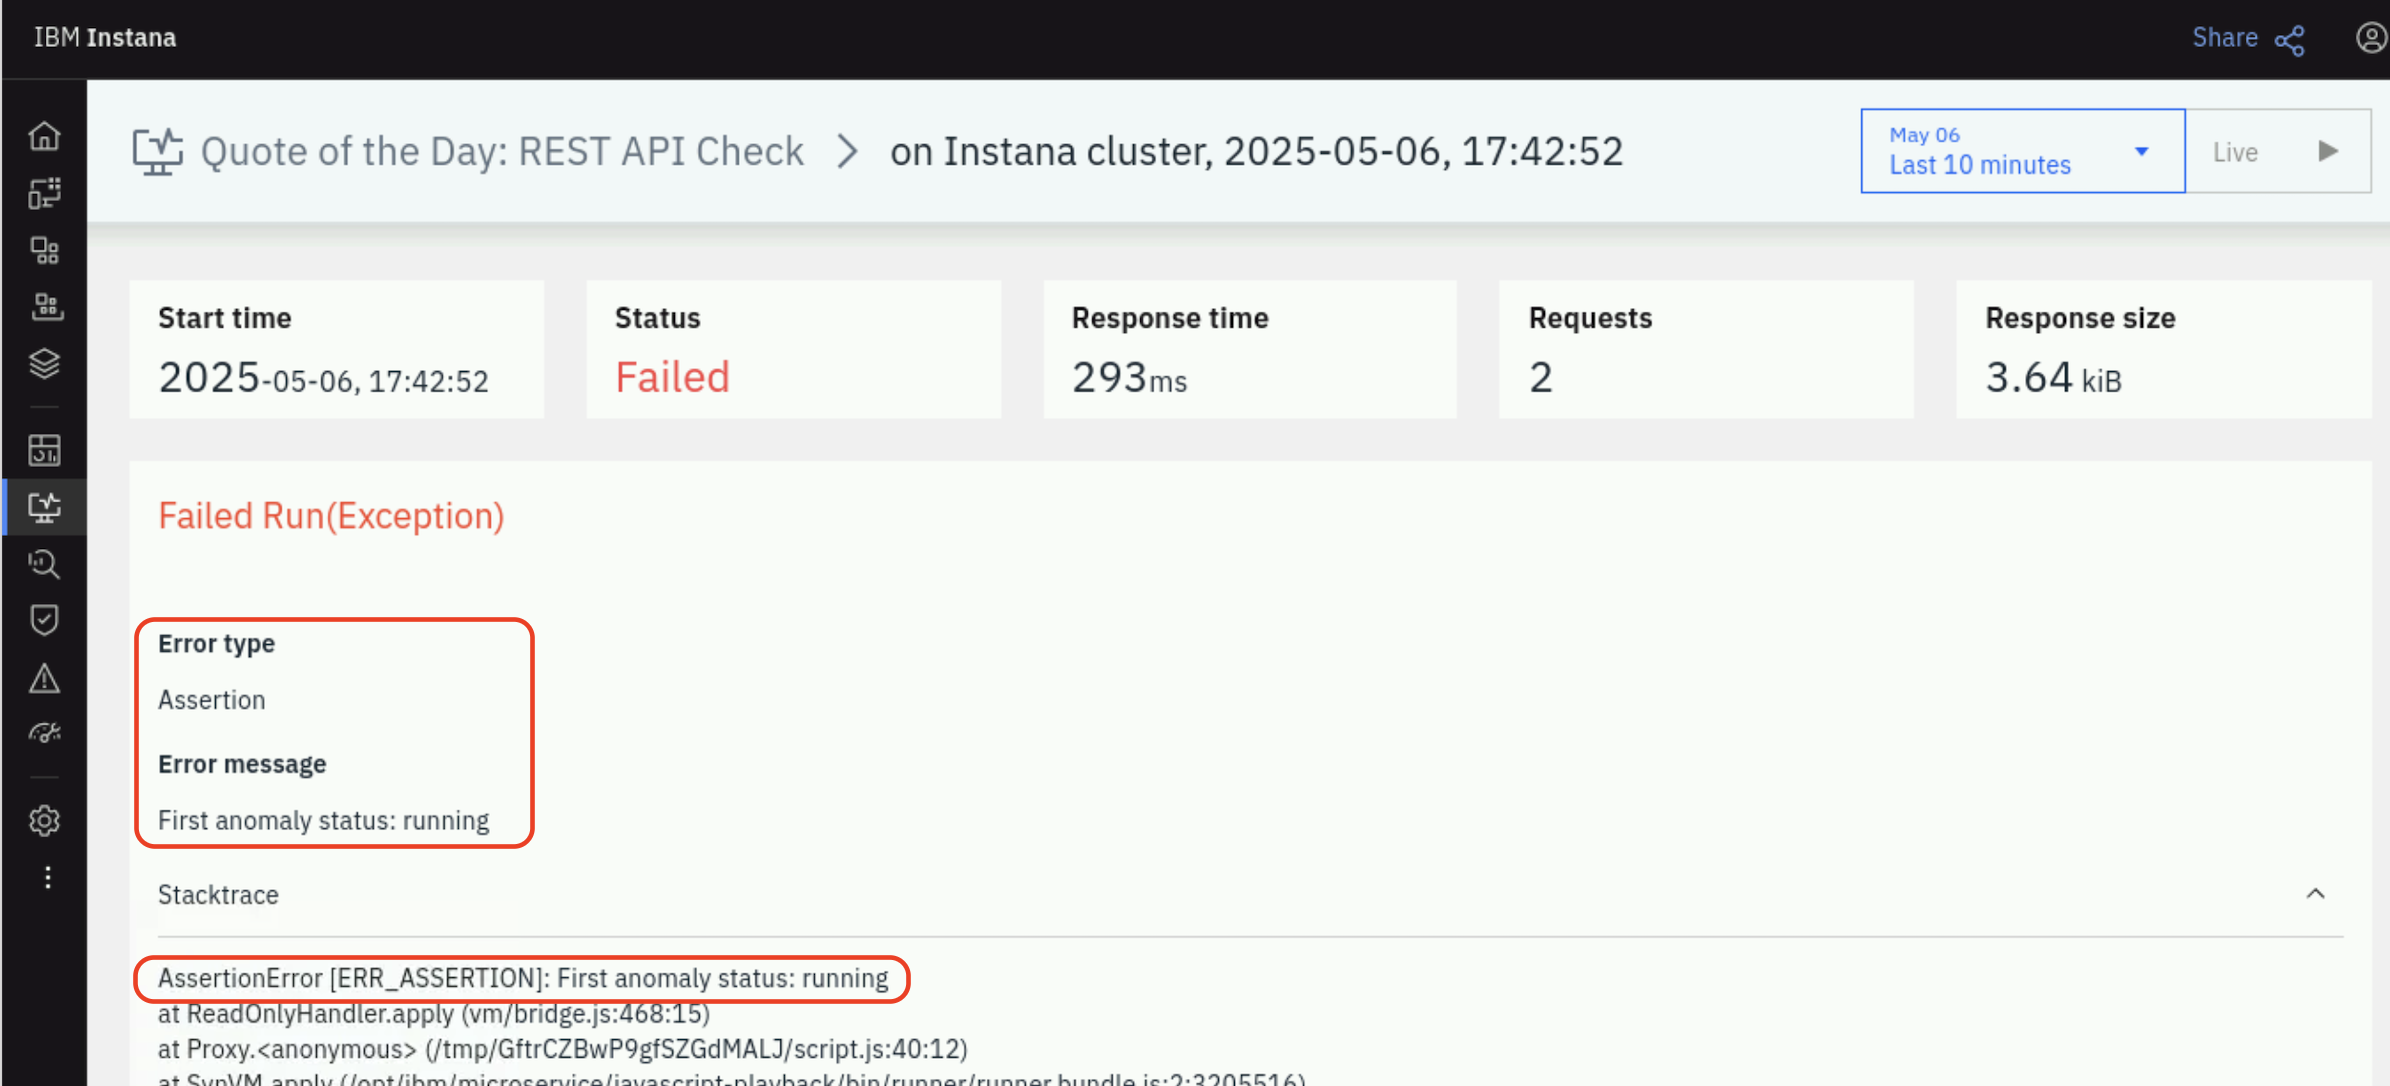 IBM Instana
Share
Quote of the Day: REST API Check > on Instana cluster, 2025-05-06, 17:42:52
May 06
Last 10 minutes
Live
Start time
2025-05-06, 17:42:52
Status
Failed
Response time
293ms
Requests
2
Response size
3.64 kiB
Failed Run(Exception)
Error type
Assertion
Error message
First anomaly status: running
Stacktrace
AssertionError [ERR_ASSERTION]: First anomaly status: running
at ReadOnlyHandler.apply (vm/bridge.js:468:15)
at Proxy.<anonymous> (/tmp/GftrCZBwP9gfSZGdMALJ/script.js:40:12)
at SynVM.apply (/opt/ibm/microservice/javascript-playback/bin/runner/runner.bundle.js:2:3205516)